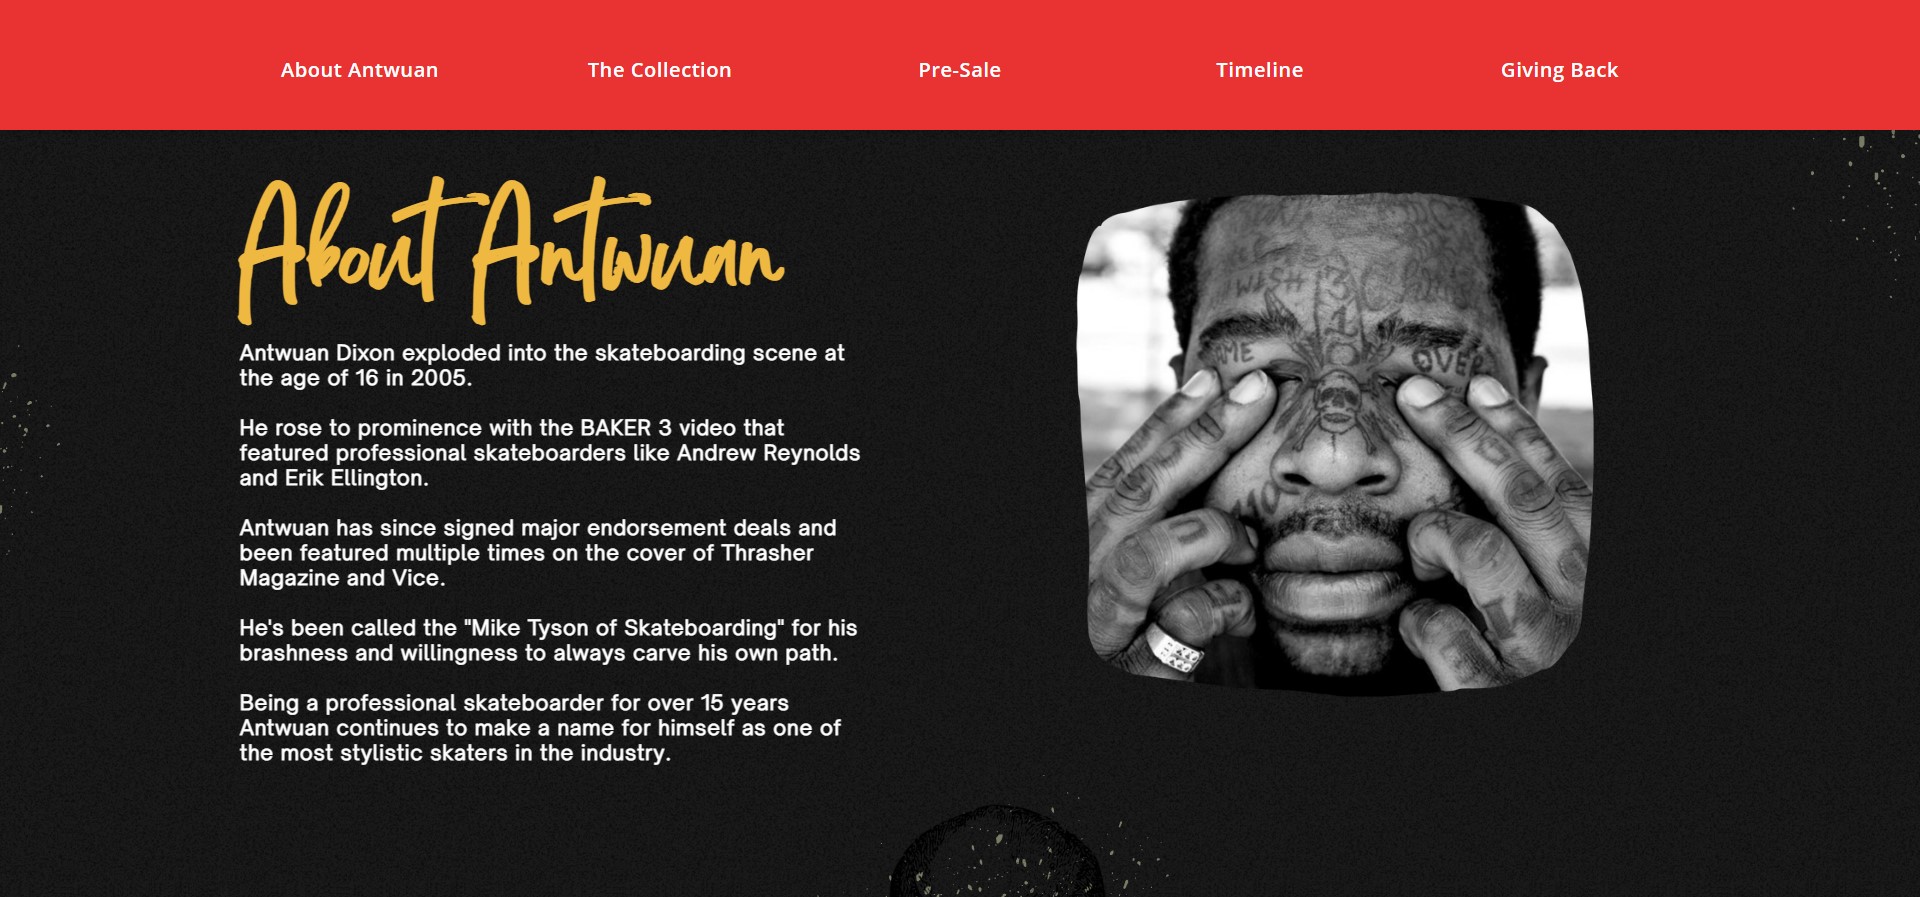 About Antwuan
The Collection
Pre-Sale
Timeline
Giving Back
About Antwuan
Antwuan Dixon exploded into the skateboarding scene at
the age of 16 in 2005.
He rose to prominence with the BAKER 3 video that
featured professional skateboarders like Andrew Reynolds
and Erik Ellington.
Antwuan has since signed major endorsement deals and
been featured multiple times on the cover of Thrasher
Magazine and Vice.
He's been called the "Mike Tyson of Skateboarding" for his
brashness and willingness to always carve his own path.
Being a professional skateboarder for over 15 years
Antwuan continues to make a name for himself as one of
the most stylistic skaters in the industry.
WISH
OVER